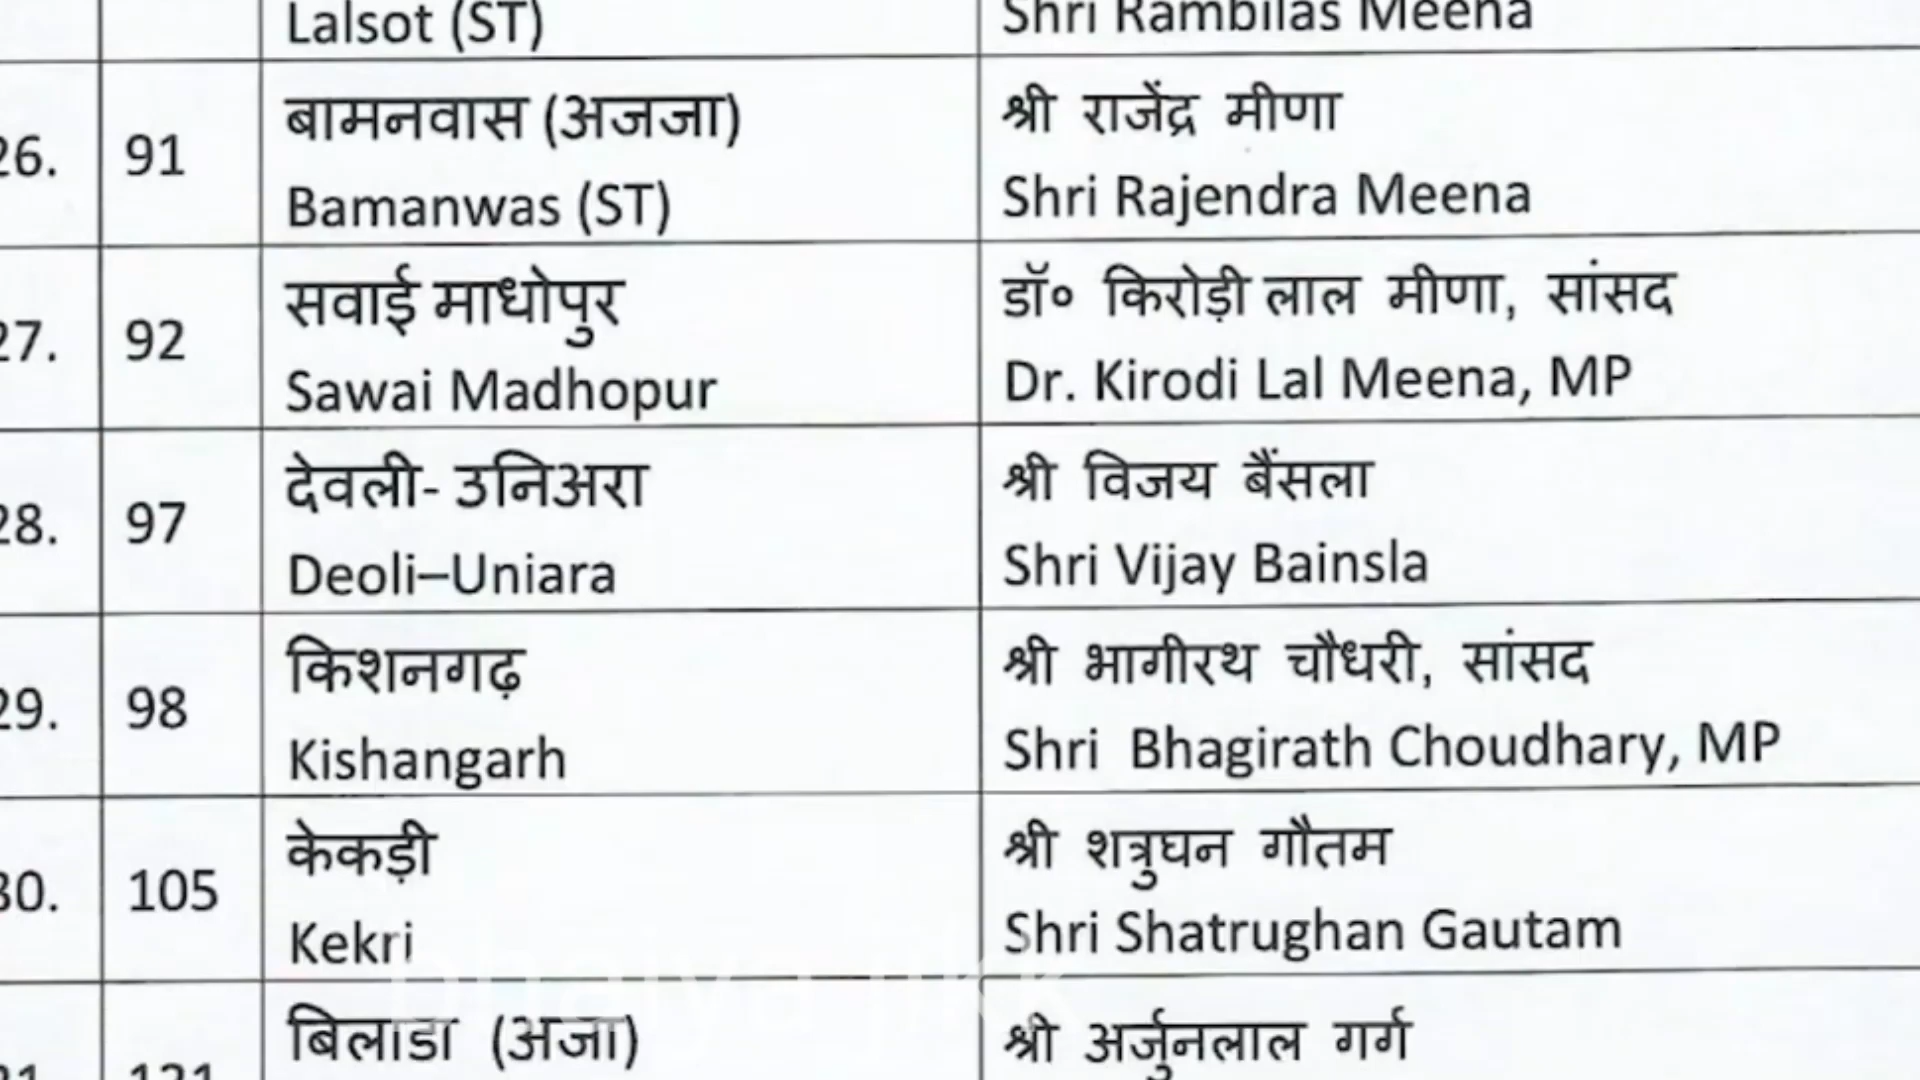 Lalsot (ST)
Shri Rambilas Meena
26.
91
बामनवास (अजजा)
Bamanwas (ST)
श्री राजेंद्र मीणा
Shri Rajendra Meena
27.
92
सवाई माधोपुर
Sawai Madhopur
डॉ० किरोड़ी लाल मीणा, सांसद
Dr. Kirodi Lal Meena, MP
28.
97
देवली- उनिअरा
Deoli–Uniara
श्री विजय बैंसला
Shri Vijay Bainsla
29.
98
किशनगढ़
Kishangarh
श्री भागीरथ चौधरी, सांसद
Shri Bhagirath Choudhary, MP
30.
105
केकड़ी
Kekri
श्री शत्रुघन गौतम
Shri Shatrughan Gautam
131
बिलाडा (अजा)
श्री अर्जुनलाल गर्ग